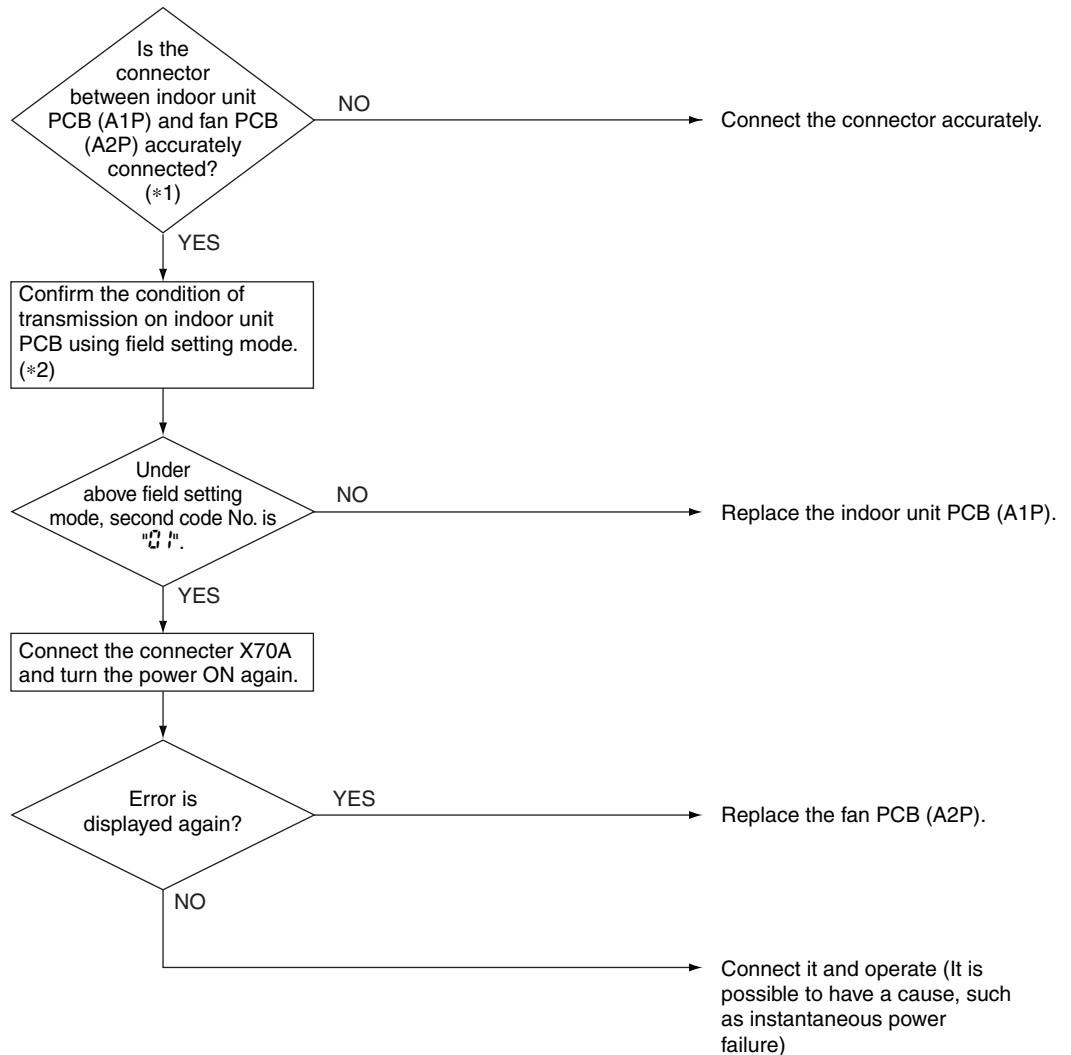 Is the
connector
between indoor unit
PCB (A1P) and fan PCB
(A2P) accurately
connected?
(*1)
NO
Connect the connector accurately.
YES
Confirm the condition of
transmission on indoor unit
PCB using field setting mode.
(*2)
Under
above field setting
mode, second code No. is
"01".
NO
Replace the indoor unit PCB (A1P).
YES
Connect the connecter X70A
and turn the power ON again.
Error is
displayed again?
YES
Replace the fan PCB (A2P).
NO
Connect it and operate (It is
possible to have a cause, such
as instantaneous power
failure)